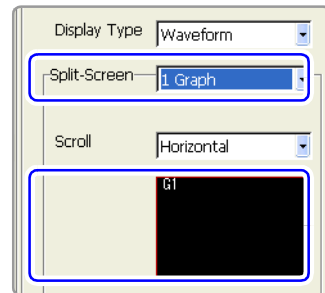 Display Type Waveform
Split-Screen 1 Graph
Scroll Horizontal
G1